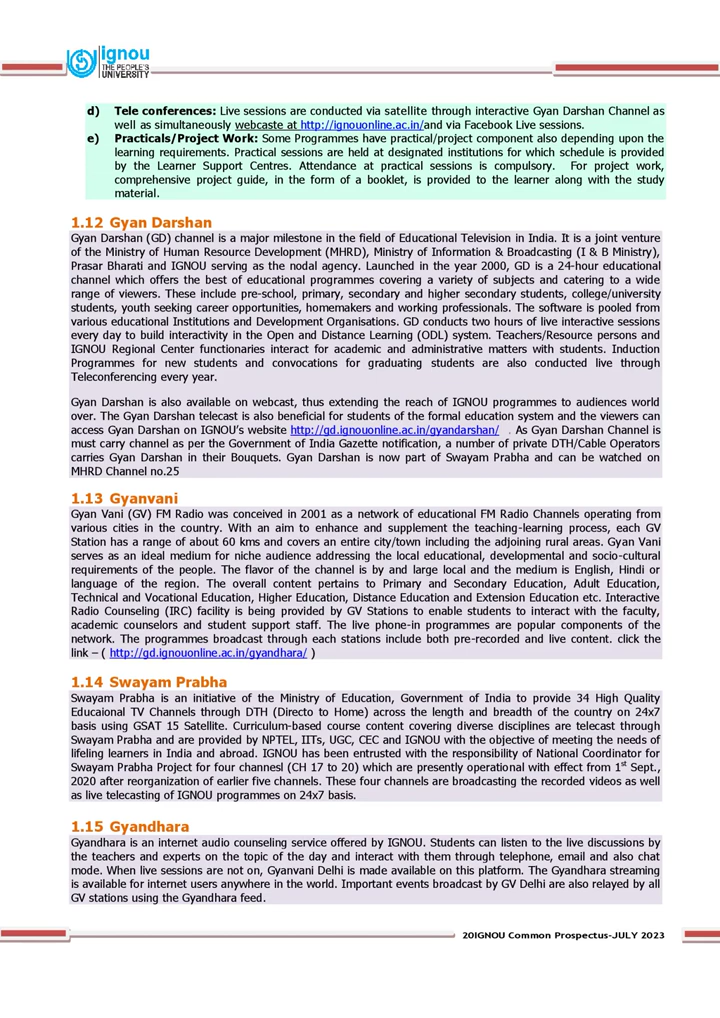 ignou
THE PEOPLE'S
UNIVERSITY
d) Tele conferences: Live sessions are conducted via satellite through interactive Gyan Darshan Channel as
well as simultaneously webcaste at http://ignouonline.ac.in/and via Facebook Live sessions.
e) Practicals/Project Work: Some Programmes have practical/project component also depending upon the
learning requirements. Practical sessions are held at designated institutions for which schedule is provided
by the Learner Support Centres. Attendance at practical sessions is compulsory. For project work,
comprehensive project guide, in the form of a booklet, is provided to the learner along with the study
material.
1.12 Gyan Darshan
Gyan Darshan (GD) channel is a major milestone in the field of Educational Television in India. It is a joint venture
of the Ministry of Human Resource Development (MHRD), Ministry of Information & Broadcasting (I & B Ministry),
Prasar Bharati and IGNOU serving as the nodal agency. Launched in the year 2000, GD is a 24-hour educational
channel which offers the best of educational programmes covering a variety of subjects and catering to a wide
range of viewers. These include pre-school, primary, secondary and higher secondary students, college/university
students, youth seeking career opportunities, homemakers and working professionals. The software is pooled from
various educational Institutions and Development Organisations. GD conducts two hours of live interactive sessions
every day to build interactivity in the Open and Distance Learning (ODL) system. Teachers/Resource persons and
IGNOU Regional Center functionaries interact for academic and administrative matters with students. Induction
Programmes for new students and convocations for graduating students are also conducted live through
Teleconferencing every year.
Gyan Darshan is also available on webcast, thus extending the reach of IGNOU programmes to audiences world
over. The Gyan Darshan telecast is also beneficial for students of the formal education system and the viewers can
access Gyan Darshan on IGNOU's website http://gd.ignouonline.ac.in/gyandarshan/ . As Gyan Darshan Channel is
must carry channel as per the Government of India Gazette notification, a number of private DTH/Cable Operators
carries Gyan Darshan in their Bouquets. Gyan Darshan is now part of Swayam Prabha and can be watched on
MHRD Channel no.25
1.13 Gyanvani
Gyan Vani (GV) FM Radio was conceived in 2001 as a network of educational FM Radio Channels operating from
various cities in the country. With an aim to enhance and supplement the teaching-learning process, each GV
Station has a range of about 60 kms and covers an entire city/town including the adjoining rural areas. Gyan Vani
serves as an ideal medium for niche audience addressing the local educational, developmental and socio-cultural
requirements of the people. The flavor of the channel is by and large local and the medium is English, Hindi or
language of the region. The overall content pertains to Primary and Secondary Education, Adult Education,
Technical and Vocational Education, Higher Education, Distance Education and Extension Education etc. Interactive
Radio Counseling (IRC) facility is being provided by GV Stations to enable students to interact with the faculty,
academic counselors and student support staff. The live phone-in programmes are popular components of the
network. The programmes broadcast through each stations include both pre-recorded and live content. click the
link – ( http://gd.ignouonline.ac.in/gyandhara/ )
1.14 Swayam Prabha
Swayam Prabha is an initiative of the Ministry of Education, Government of India to provide 34 High Quality
Educaional TV Channels through DTH (Directo to Home) across the length and breadth of the country on 24x7
basis using GSAT 15 Satellite. Curriculum-based course content covering diverse disciplines are telecast through
Swayam Prabha and are provided by NPTEL, IITs, UGC, CEC and IGNOU with the objective of meeting the needs of
lifeling learners in India and abroad. IGNOU has been entrusted with the responsibility of National Coordinator for
Swayam Prabha Project for four channesl (CH 17 to 20) which are presently operational with effect from 1st Sept.,
2020 after reorganization of earlier five channels. These four channels are broadcasting the recorded videos as well
as live telecasting of IGNOU programmes on 24x7 basis.
1.15 Gyandhara
Gyandhara is an internet audio counseling service offered by IGNOU. Students can listen to the live discussions by
the teachers and experts on the topic of the day and interact with them through telephone, email and also chat
mode. When live sessions are not on, Gyanvani Delhi is made available on this platform. The Gyandhara streaming
is available for internet users anywhere in the world. Important events broadcast by GV Delhi are also relayed by all
GV stations using the Gyandhara feed.
20IGNOU Common Prospectus-JULY 2023